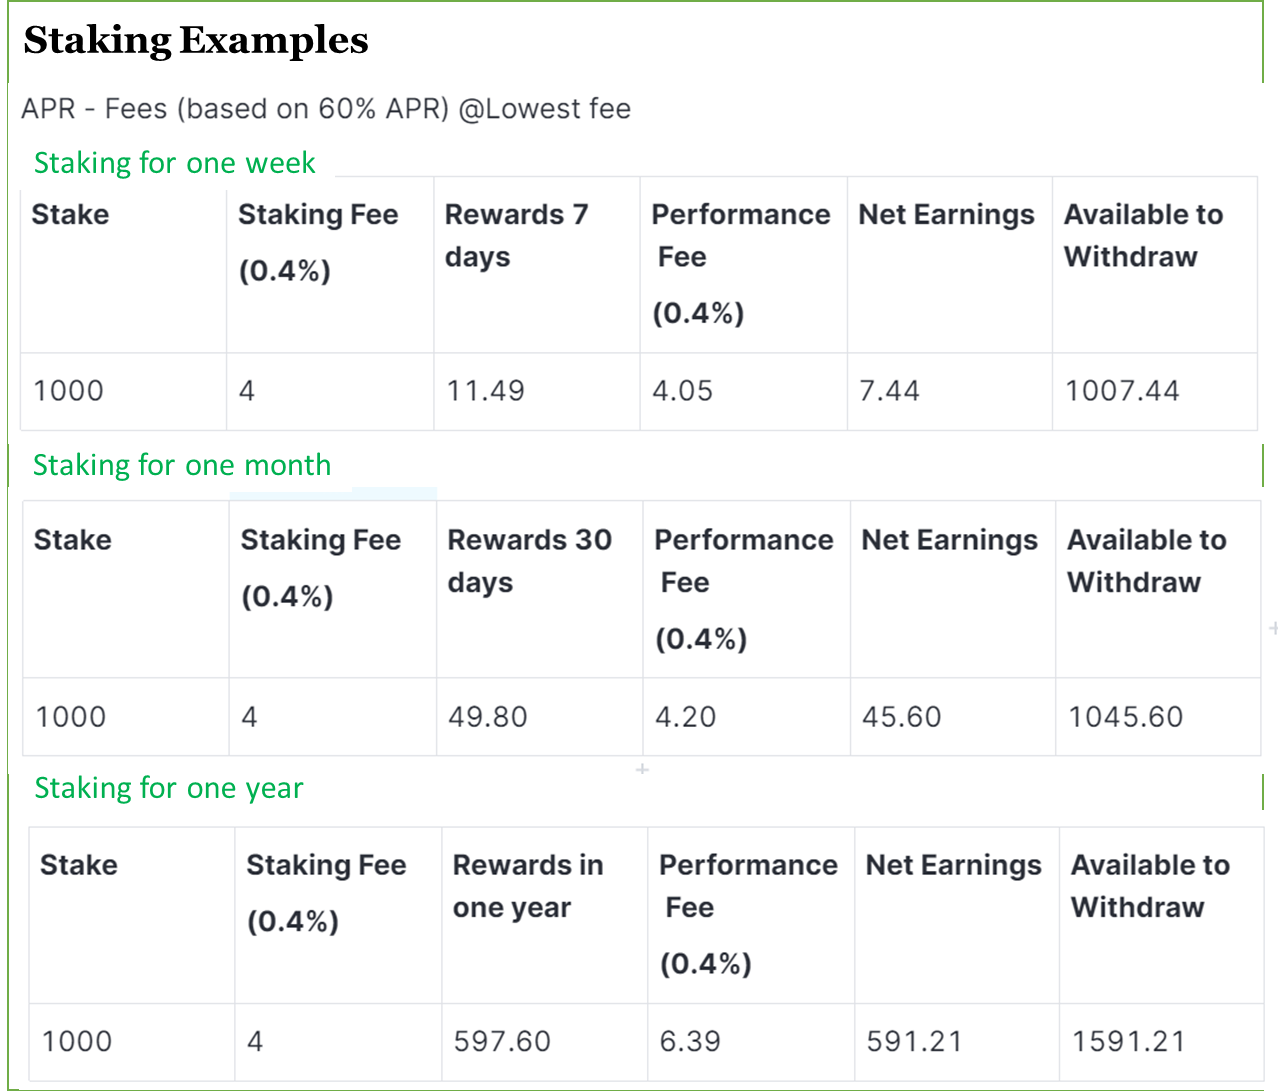 Staking Examples
APR - Fees (based on 60% APR) @Lowest fee
Staking for one week
Stake Staking Fee Rewards 7 Performance Net Earnings Available to
days Fee Withdraw
(0.4%) (0.4%)
1000 4 11.49 4.05 7.44 1007.44
Staking for one month
Stake Staking Fee Rewards 30 Performance Net Earnings Available to
days Fee Withdraw
(0.4%) (0.4%)
1000 4 49.80 4.20 45.60 1045.60
Staking for one year
Stake Staking Fee Rewards in Performance Net Earnings Available to
one year Fee Withdraw
(0.4%) (0.4%)
1000 4 597.60 6.39 591.21 1591.21